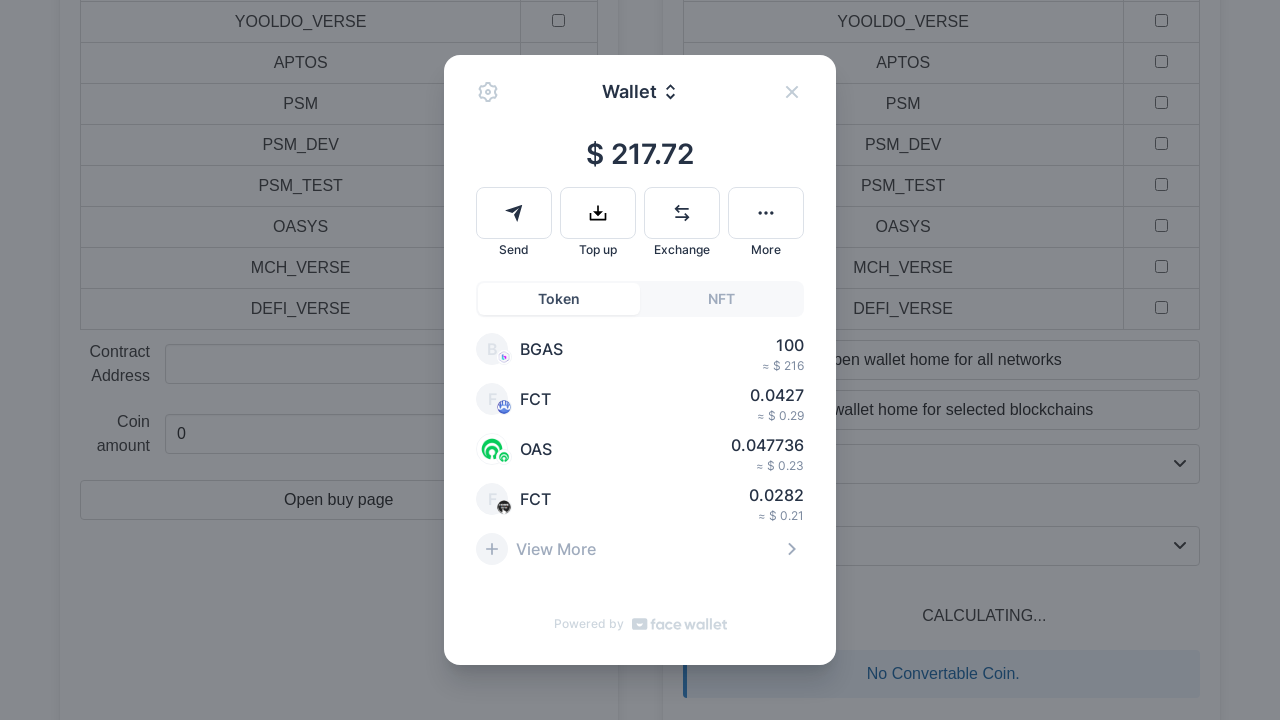 YOOLDO_VERSE
APTOS
PSM
PSM_DEV
PSM_TEST
OASYS
MCH_VERSE
DEFI_VERSE
Contract
Address
Coin
amount
0
Open buy page
Wallet
$ 217.72
Send
Top up
Exchange
More
Token
NFT
B
BGAS
100
≈ $ 216
F
FCT
0.0427
≈ $ 0.29
OAS
0.047736
≈ $ 0.23
F
FCT
0.0282
≈ $ 0.21
View More
Powered by face wallet
YOOLDO_VERSE
APTOS
PSM
PSM_DEV
PSM_TEST
OASYS
MCH_VERSE
DEFI_VERSE
wallet home for all networks
wallet home for selected blockchains
CALCULATING...
No Convertable Coin.